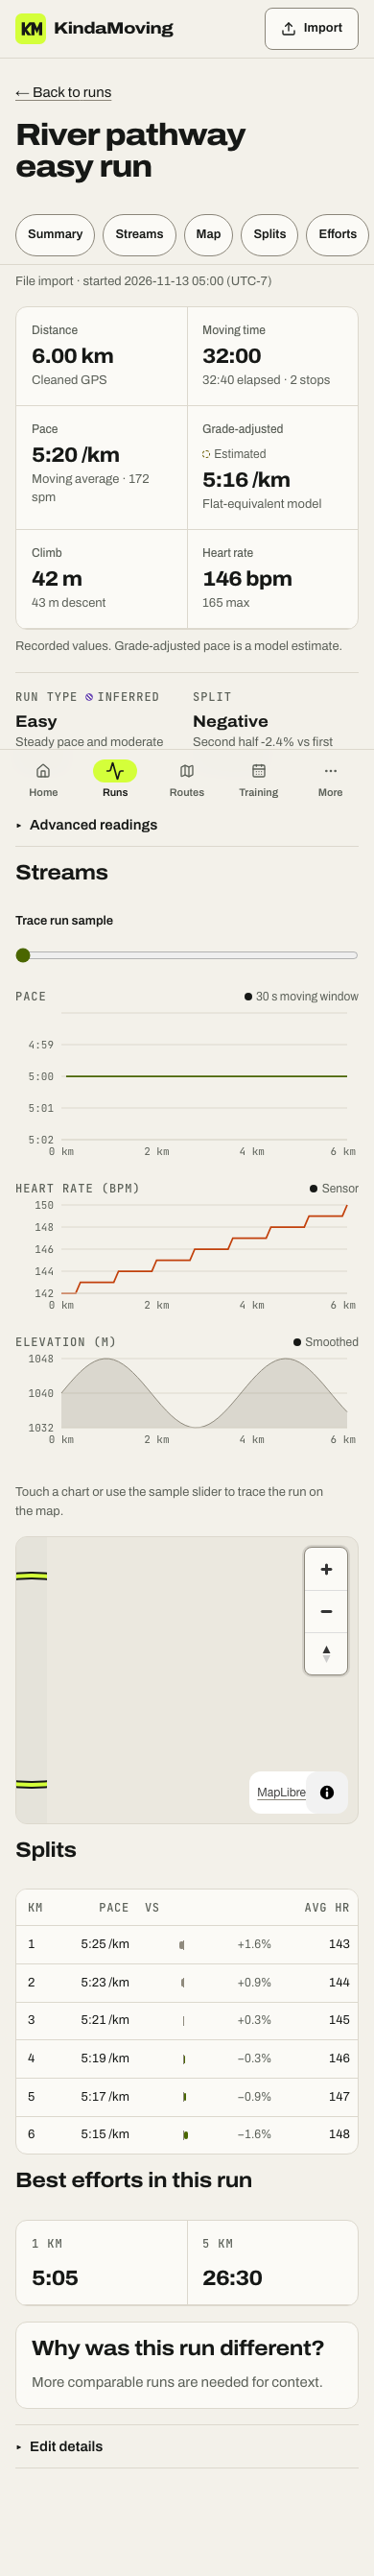 KM KindaMoving
Import
← Back to runs
River pathway
easy run
Summary Streams Map Splits Efforts
File import · started 2026-11-13 05:00 (UTC-7)
Distance
6.00 km
Cleaned GPS
Moving time
32:00
32:40 elapsed · 2 stops
Pace
5:20 /km
Moving average · 172
spm
Grade-adjusted
Estimated
5:16 /km
Flat-equivalent model
Climb
42 m
43 m descent
Heart rate
146 bpm
165 max
Recorded values. Grade-adjusted pace is a model estimate.
RUN TYPE INFERRED
Easy
Steady pace and moderate
SPLIT
Negative
Second half -2.4% vs first
Home Runs Routes Training More
Advanced readings
Streams
Trace run sample
PACE 30 s moving window
4:59
5:00
5:01
5:02
0 km 2 km 4 km 6 km
HEART RATE (BPM) Sensor
150
148
146
144
142
0 km 2 km 4 km 6 km
ELEVATION (M) Smoothed
1048
1040
1032
0 km 2 km 4 km 6 km
Touch a chart or use the sample slider to trace the run on
the map.
MapLibre
Splits
KM PACE VS AVG HR
1 5:25 /km +1.6% 143
2 5:23 /km +0.9% 144
3 5:21 /km +0.3% 145
4 5:19 /km −0.3% 146
5 5:17 /km −0.9% 147
6 5:15 /km −1.6% 148
Best efforts in this run
1 KM
5:05
5 KM
26:30
Why was this run different?
More comparable runs are needed for context.
Edit details